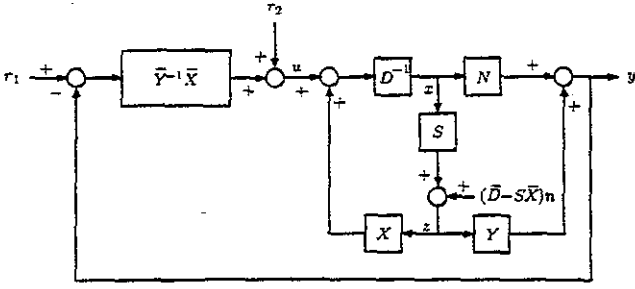 r₂
+
r₁ + − Ȳ⁻¹X̄ + u + D⁻¹ x N + y
+ +
S
+ + (D̄−SX̄)n
X z Y